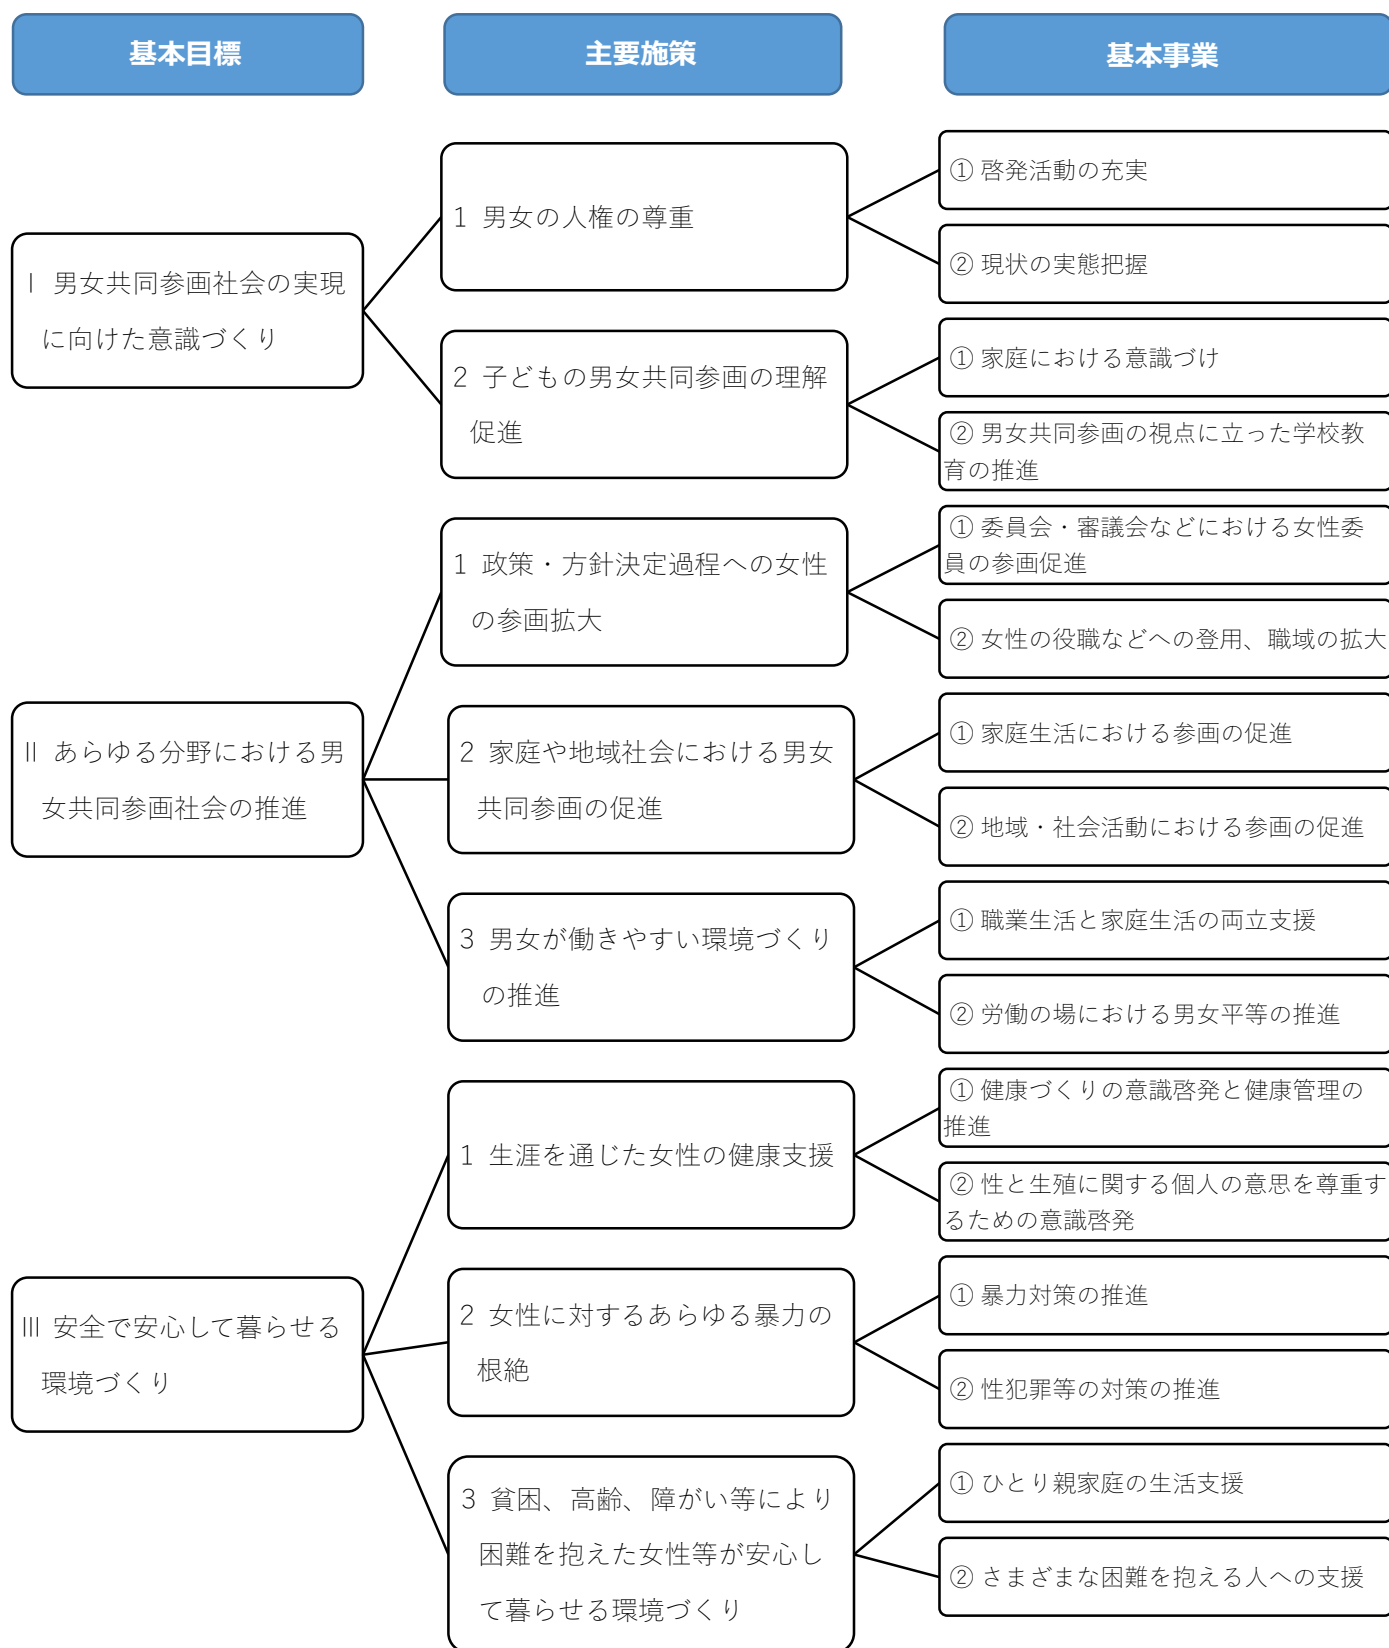 基本目標
主要施策
基本事業
Ⅰ 男女共同参画社会の実現
に向けた意識づくり
1 男女の人権の尊重
① 啓発活動の充実
② 現状の実態把握
2 子どもの男女共同参画の理解
促進
① 家庭における意識づけ
② 男女共同参画の視点に立った学校教
育の推進
Ⅱ あらゆる分野における男
女共同参画社会の推進
1 政策・方針決定過程への女性
の参画拡大
① 委員会・審議会などにおける女性委
員の参画促進
② 女性の役職などへの登用、職域の拡大
2 家庭や地域社会における男女
共同参画の促進
① 家庭生活における参画の促進
② 地域・社会活動における参画の促進
3 男女が働きやすい環境づくり
の推進
① 職業生活と家庭生活の両立支援
② 労働の場における男女平等の推進
Ⅲ 安全で安心して暮らせる
環境づくり
1 生涯を通じた女性の健康支援
① 健康づくりの意識啓発と健康管理の
推進
② 性と生殖に関する個人の意思を尊重す
るための意識啓発
2 女性に対するあらゆる暴力の
根絶
① 暴力対策の推進
② 性犯罪等の対策の推進
3 貧困、高齢、障がい等により
困難を抱えた女性等が安心し
て暮らせる環境づくり
① ひとり親家庭の生活支援
② さまざまな困難を抱える人への支援